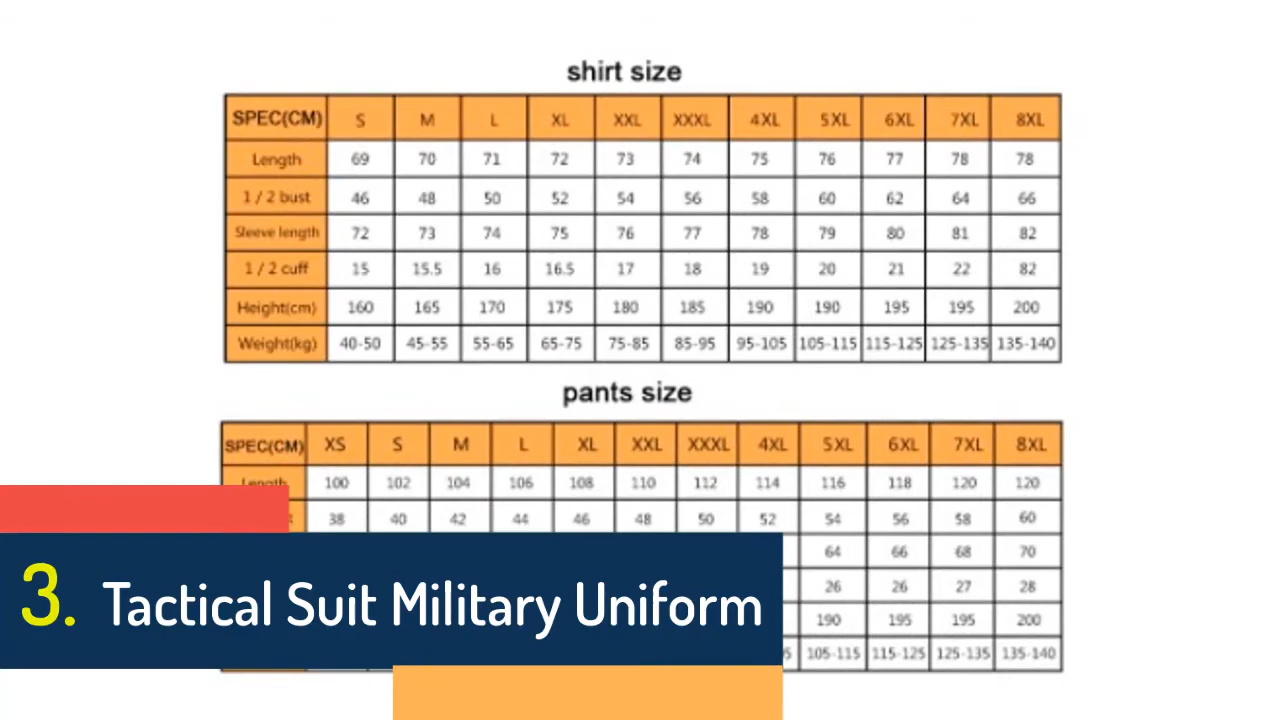 shirt size
SPEC(CM) S M L XL XXL XXXL 4XL 5XL 6XL 7XL 8XL
Length 69 70 71 72 73 74 75 76 77 78 78
1 / 2 bust 46 48 50 52 54 56 58 60 62 64 66
Sleeve length 72 73 74 75 76 77 78 79 80 81 82
1 / 2 cuff 15 15.5 16 16.5 17 18 19 20 21 22 82
Height(cm) 160 165 170 175 180 185 190 190 195 195 200
Weight(kg) 40-50 45-55 55-65 65-75 75-85 85-95 95-105 105-115 115-125 125-135 135-140
pants size
SPEC(CM) XS S M L XL XXL XXXL 4XL 5XL 6XL 7XL 8XL
Length 100 102 104 106 108 110 112 114 116 118 120 120
38 40 42 44 46 48 50 52 54 56 58 60
64 66 68 70
26 26 27 28
190 195 195 200
105-115 115-125 125-135 135-140
3. Tactical Suit Military Uniform